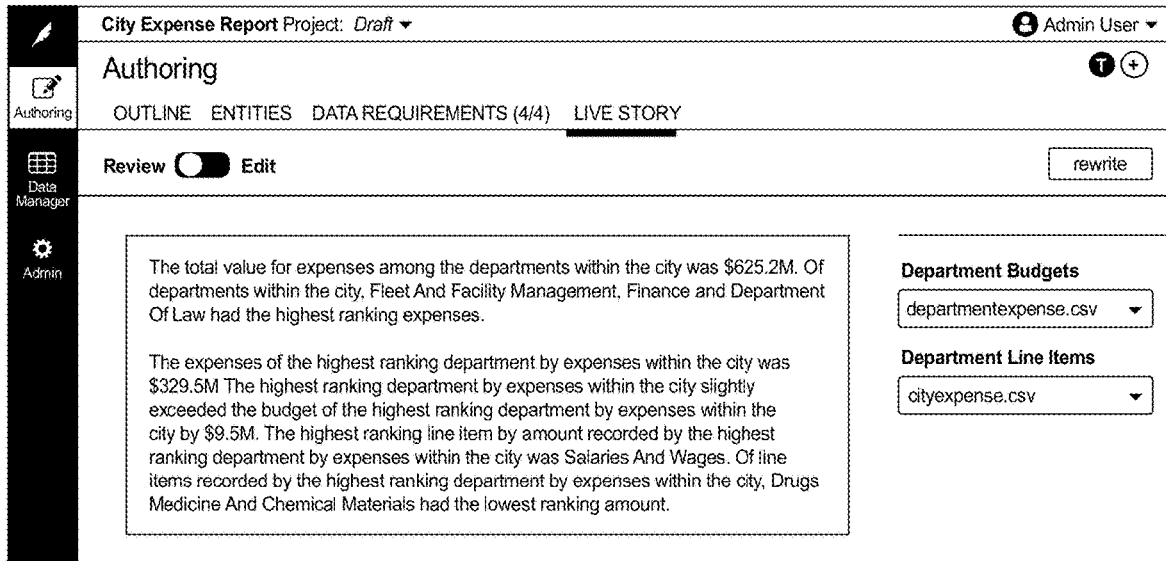 City Expense Report Project: Draft
Admin User
Authoring
T +
Authoring
OUTLINE ENTITIES DATA REQUIREMENTS (4/4) LIVE STORY
Review Edit
rewrite
Data
Manager
Admin
The total value for expenses among the departments within the city was $625.2M. Of
departments within the city, Fleet And Facility Management, Finance and Department
Of Law had the highest ranking expenses.
The expenses of the highest ranking department by expenses within the city was
$329.5M The highest ranking department by expenses within the city slightly
exceeded the budget of the highest ranking department by expenses within the
city by $9.5M. The highest ranking line item by amount recorded by the highest
ranking department by expenses within the city was Salaries And Wages. Of line
items recorded by the highest ranking department by expenses within the city, Drugs
Medicine And Chemical Materials had the lowest ranking amount.
Department Budgets
departmentexpense.csv
Department Line Items
cityexpense.csv